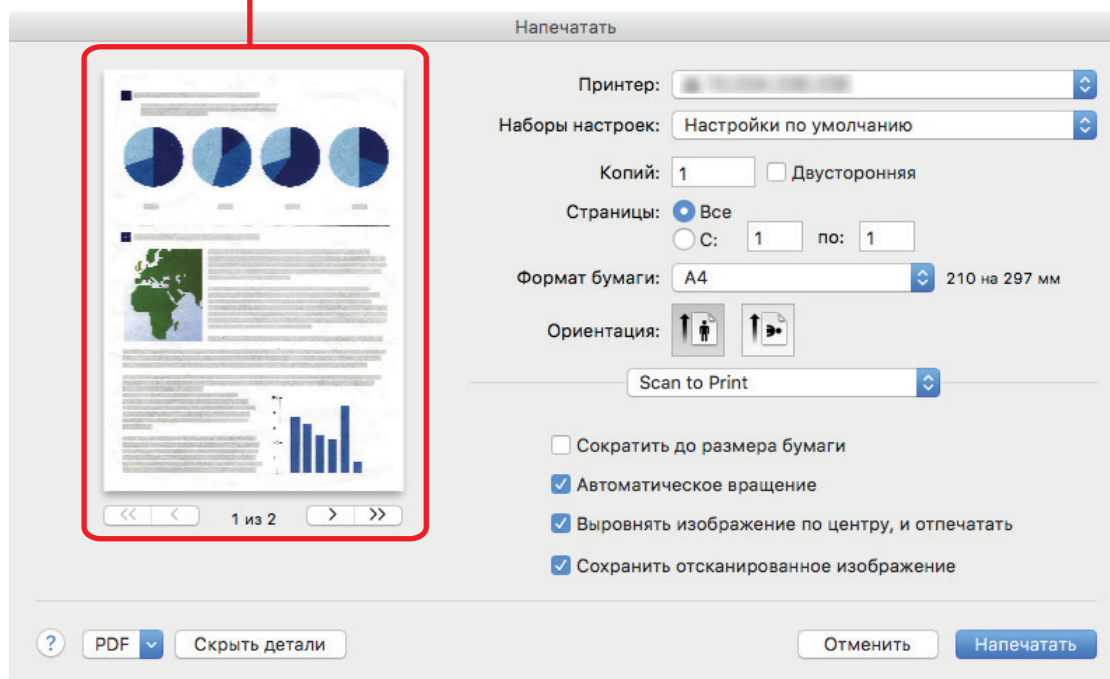 Напечатать
Принтер:
Наборы настроек: Настройки по умолчанию
Копий: 1 Двусторонняя
Страницы: Все
С: 1 по: 1
Формат бумаги: A4 210 на 297 мм
Ориентация:
Scan to Print
Сократить до размера бумаги
Автоматическое вращение
Выровнять изображение по центру, и отпечатать
Сохранить отсканированное изображение
<< < 1 из 2 > >>
? PDF Скрыть детали Отменить Напечатать